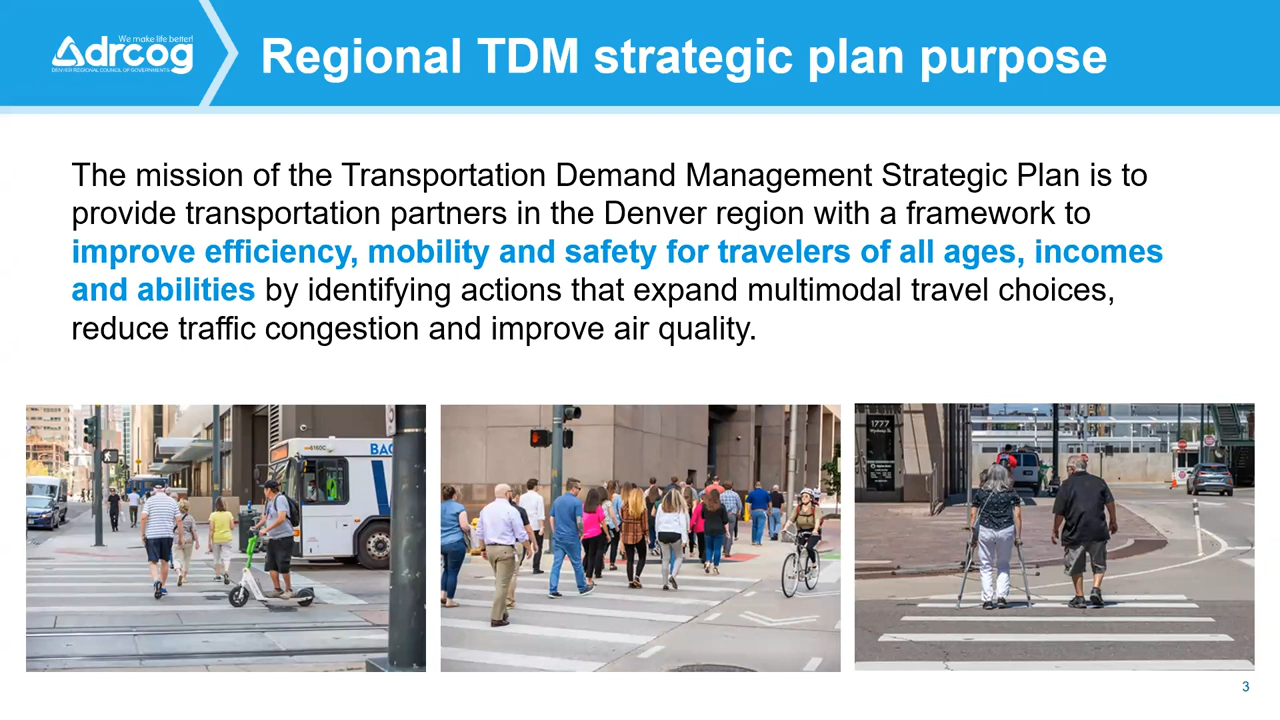 We make life better!
drcog
DENVER REGIONAL COUNCIL OF GOVERNMENTS
Regional TDM strategic plan purpose
The mission of the Transportation Demand Management Strategic Plan is to
provide transportation partners in the Denver region with a framework to
improve efficiency, mobility and safety for travelers of all ages, incomes
and abilities by identifying actions that expand multimodal travel choices,
reduce traffic congestion and improve air quality.
6160C
BAC
1777
3